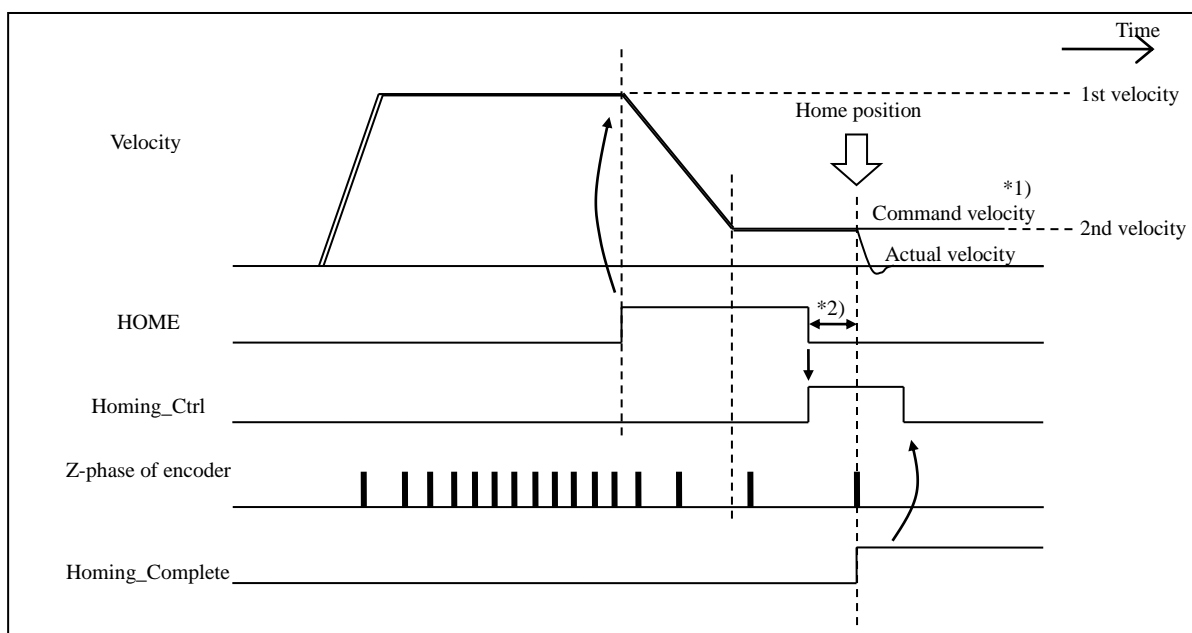 Time
1st velocity
Home position
Velocity
*1)
Command velocity
2nd velocity
Actual velocity
HOME
*2)
Homing_Ctrl
Z-phase of encoder
Homing_Complete